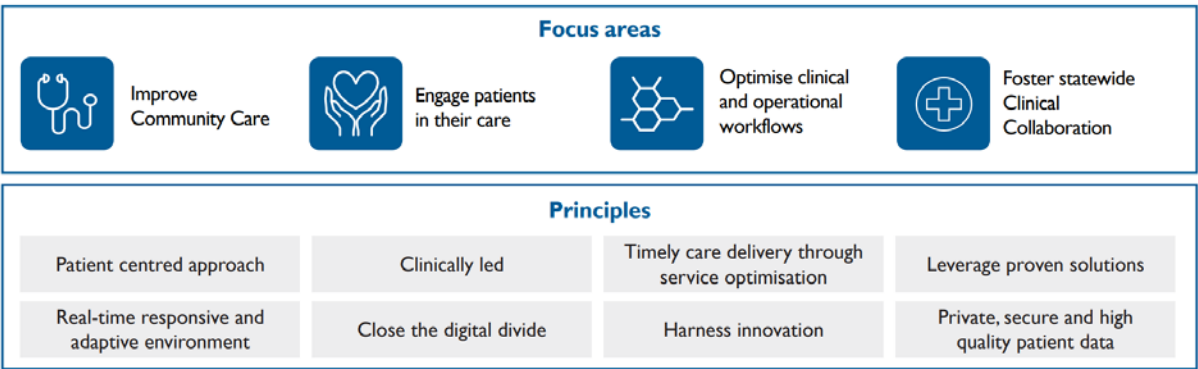 Focus areas
Improve
Community Care
Engage patients
in their care
Optimise clinical
and operational
workflows
Foster statewide
Clinical
Collaboration
Principles
Patient centred approach
Clinically led
Timely care delivery through
service optimisation
Leverage proven solutions
Real-time responsive and
adaptive environment
Close the digital divide
Harness innovation
Private, secure and high
quality patient data